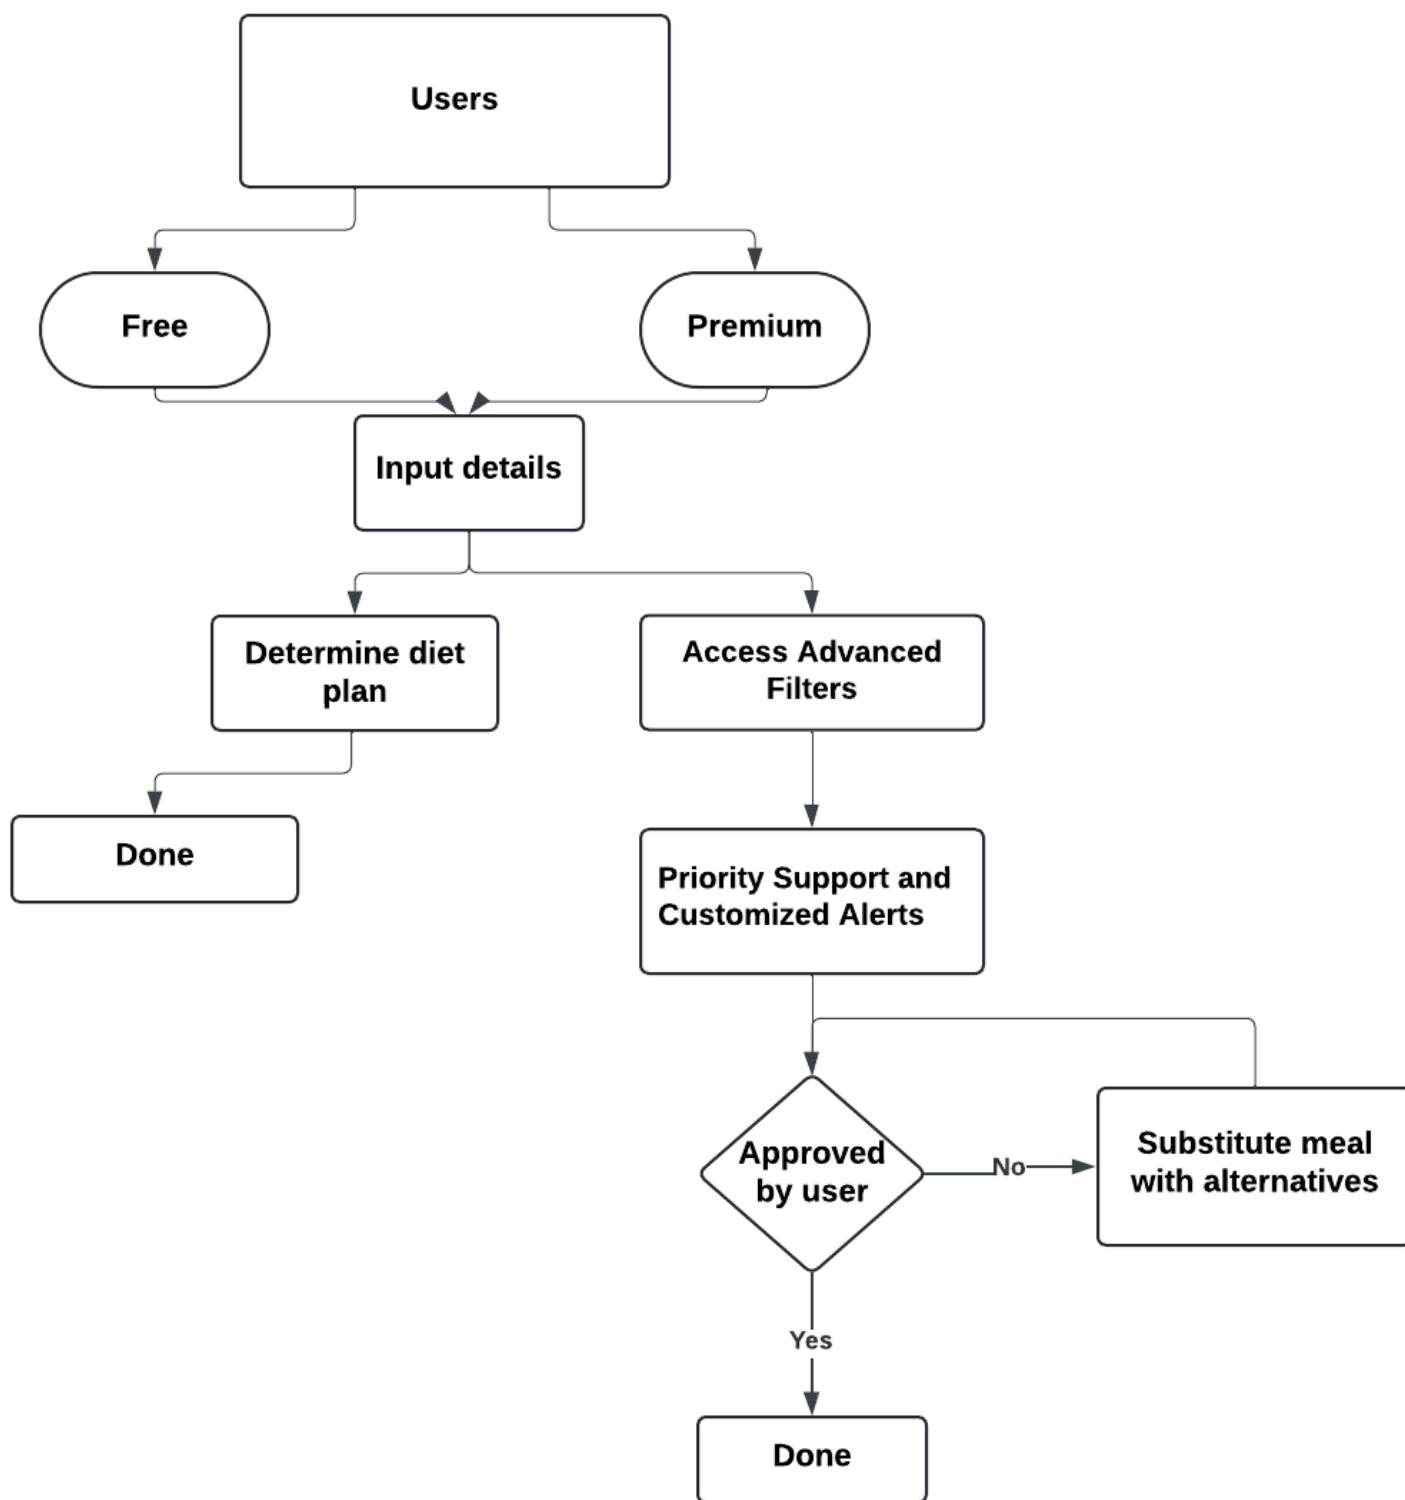 Users
Free
Premium
Input details
Determine diet
plan
Access Advanced
Filters
Done
Priority Support and
Customized Alerts
Approved
by user
No
Substitute meal
with alternatives
Yes
Done